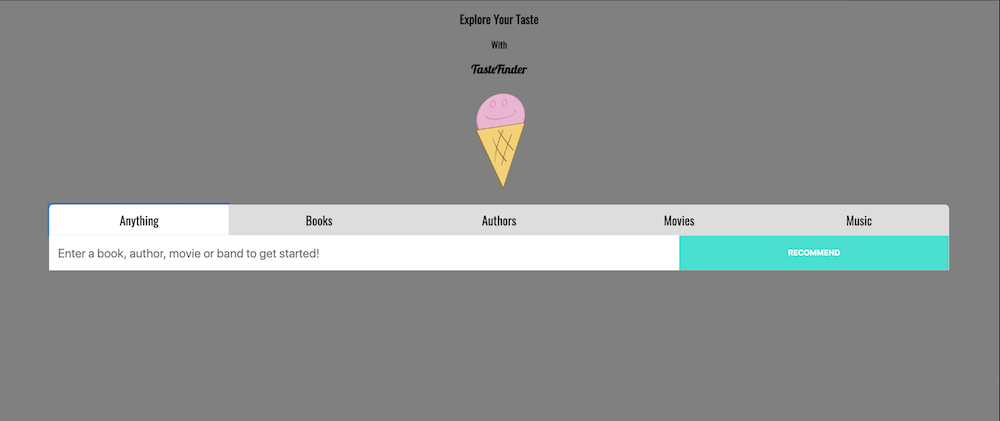 Explore Your Taste
With
TasteFinder
Anything Books Authors Movies Music
Enter a book, author, movie or band to get started! RECOMMEND